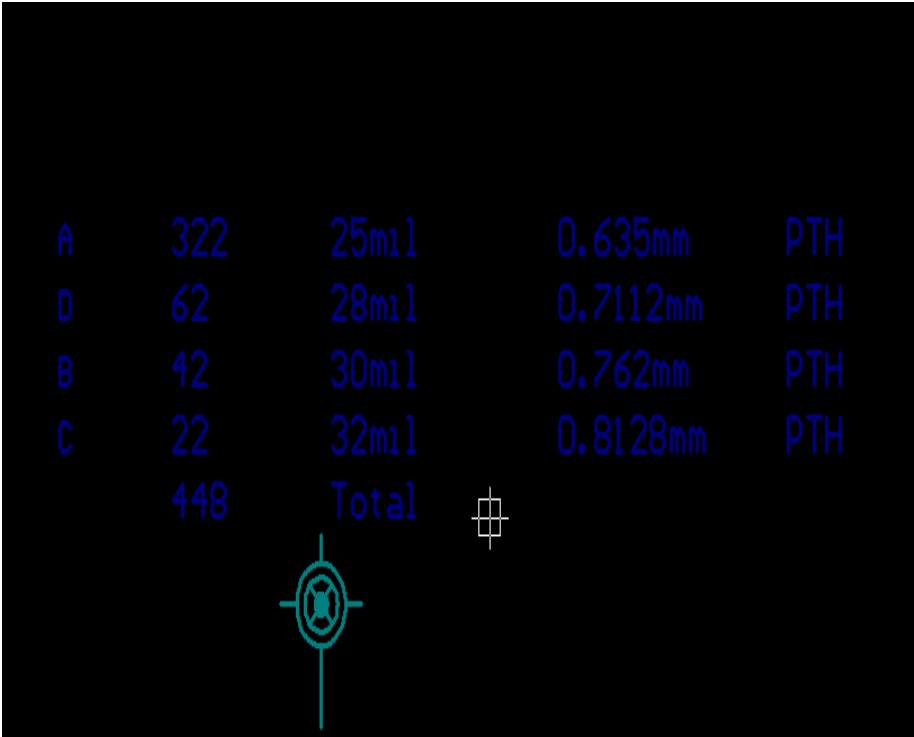 A 322 25mil 0.635mm PTH
D 62 28mil 0.7112mm PTH
B 42 30mil 0.762mm PTH
C 22 32mil 0.8128mm PTH
448 Total